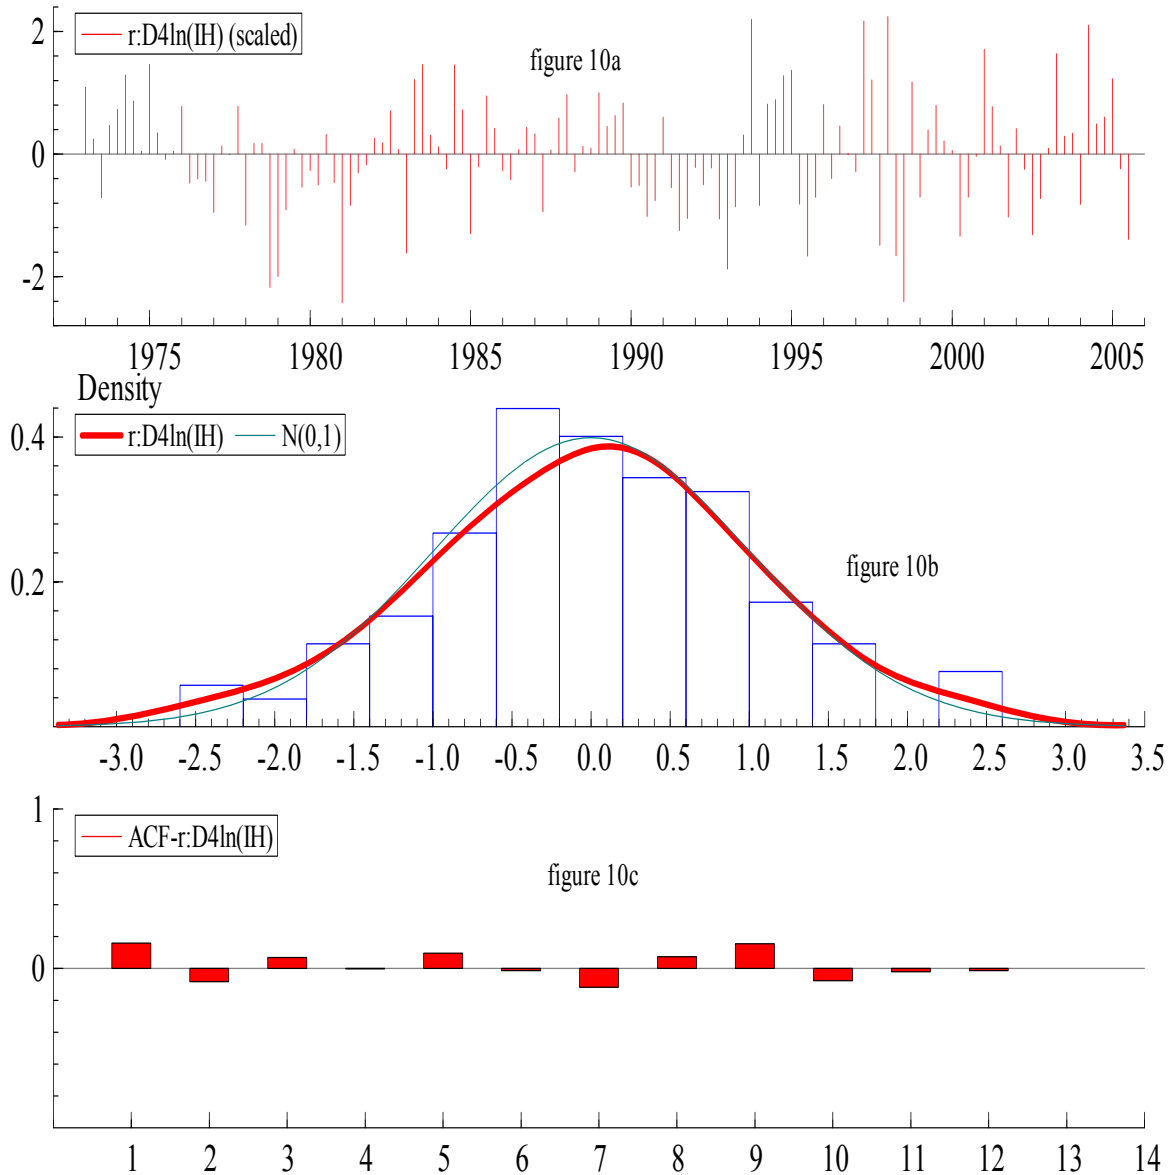 r:D4ln(IH) (scaled)
figure 10a
2
0
-2
1975 1980 1985 1990 1995 2000 2005
Density
r:D4ln(IH) N(0,1)
0.4
figure 10b
0.2
-3.0 -2.5 -2.0 -1.5 -1.0 -0.5 0.0 0.5 1.0 1.5 2.0 2.5 3.0 3.5
1
ACF-r:D4ln(IH)
figure 10c
0
1 2 3 4 5 6 7 8 9 10 11 12 13 14